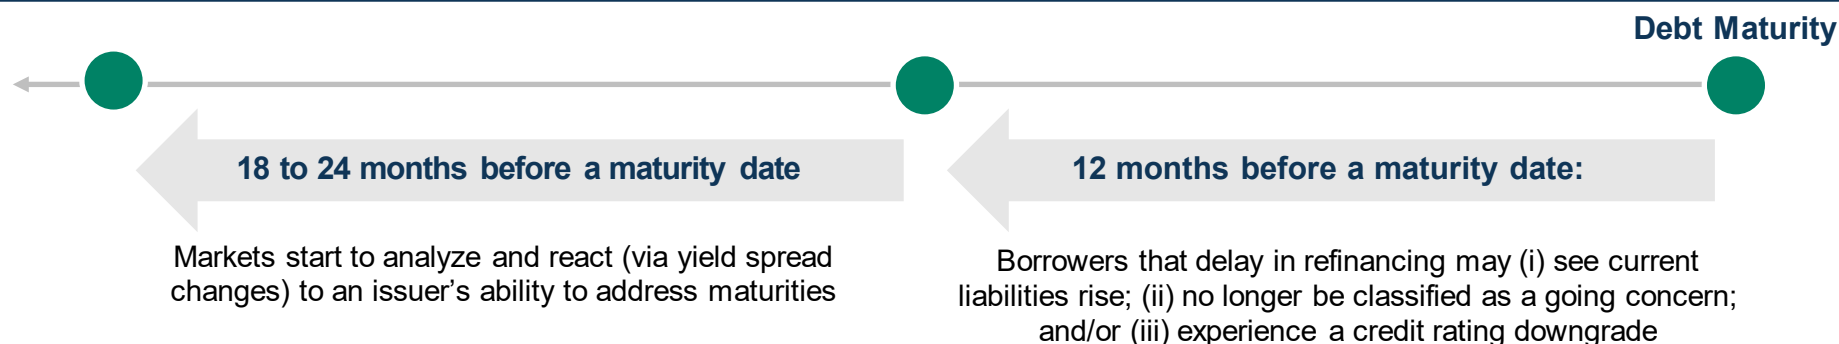 Debt Maturity
18 to 24 months before a maturity date
12 months before a maturity date:
Markets start to analyze and react (via yield spread
changes) to an issuer’s ability to address maturities
Borrowers that delay in refinancing may (i) see current
liabilities rise; (ii) no longer be classified as a going concern;
and/or (iii) experience a credit rating downgrade